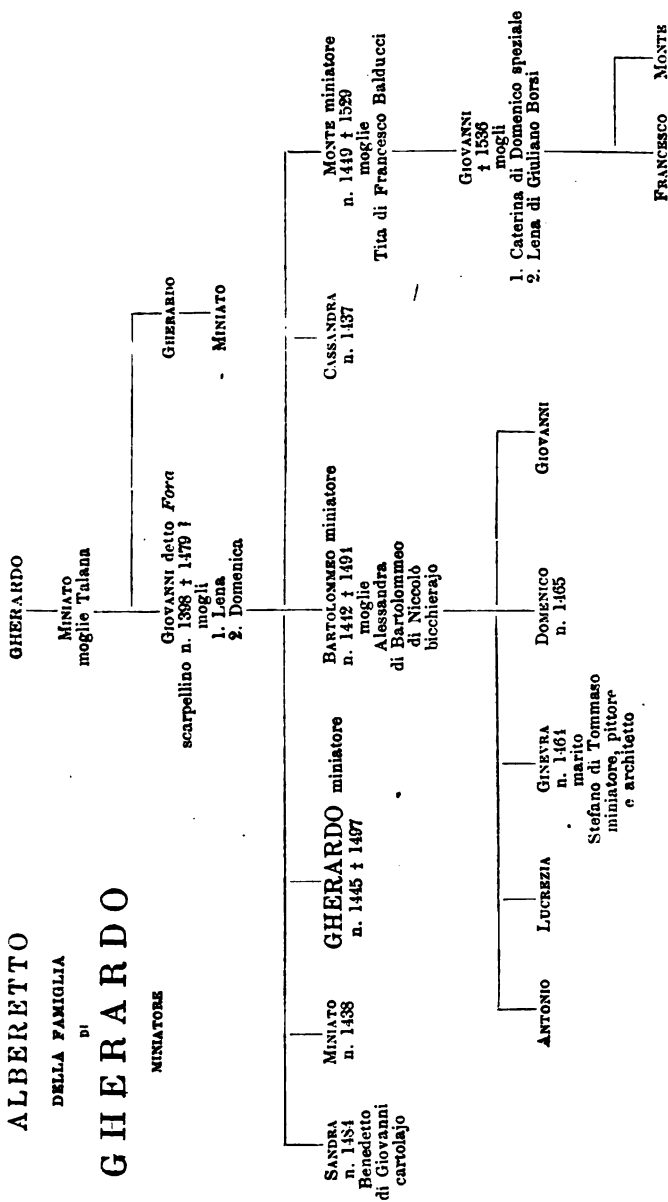 ALBERETTO
DELLA FAMIGLIA
DI
GHERARDO
MINIATORE
GHERARDO
MINIATO
moglie Talana
GIOVANNI detto Fora
scarpellino n. 1398 † 1479 ?
mogli
1. Lena
2. Domenica
GHERARDO
MINIATO
SANDRA
n. 1434
Benedetto
di Giovanni
cartolajo
MINIATO
n. 1438
GHERARDO miniatore
n. 1445 † 1497
BARTOLOMMEO miniatore
n. 1442 † 1494
moglie
Alessandra
di Bartolommeo
di Niccolò
bicchierajo
CASSANDRA
n. 1437
MONTE miniatore
n. 1449 † 1529
moglie
Tita di Francesco Balducci
ANTONIO
LUCREZIA
GINEVRA
n. 1464
marito
Stefano di Tommaso
miniatore, pittore
e architetto
DOMENICO
n. 1465
GIOVANNI
GIOVANNI
† 1536
mogli
1. Caterina di Domenico speziale
2. Lena di Giuliano Borsi
FRANCESCO
MONTE